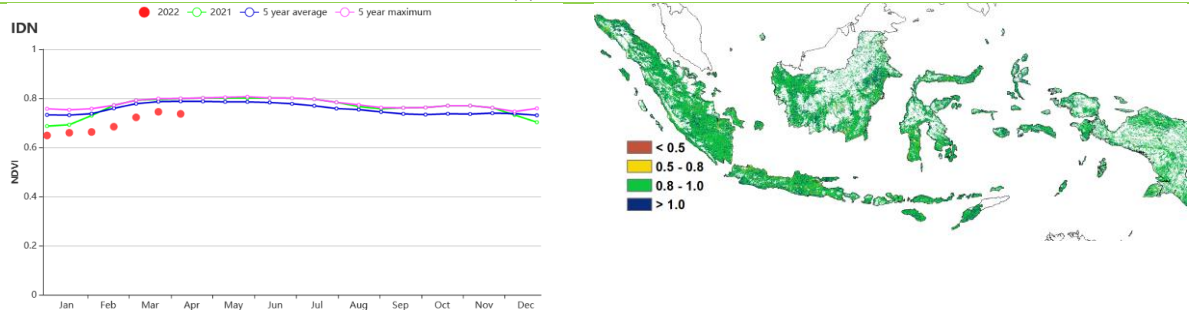 2022 2021 5 year average 5 year maximum
IDN
1
0.8
0.6
0.4
0.2
0
NDVI
Jan Feb Mar Apr May Jun Jul Aug Sep Oct Nov Dec
< 0.5
0.5 - 0.8
0.8 - 1.0
> 1.0